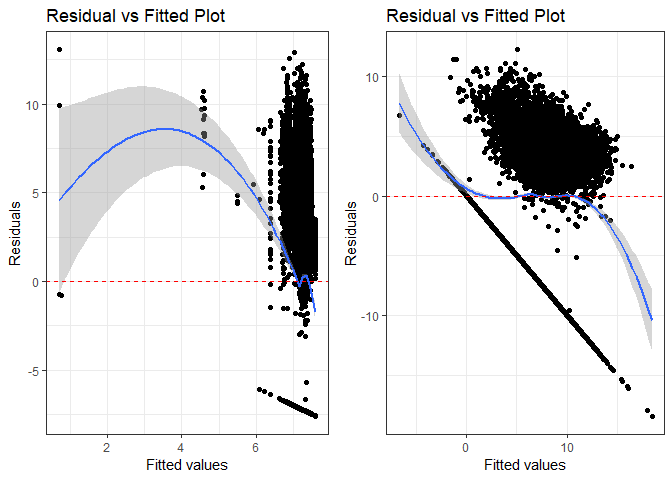 Residual vs Fitted Plot
Residuals
10
5
0
-5
2 4 6
Fitted values
Residual vs Fitted Plot
Residuals
10
0
-10
0 10
Fitted values